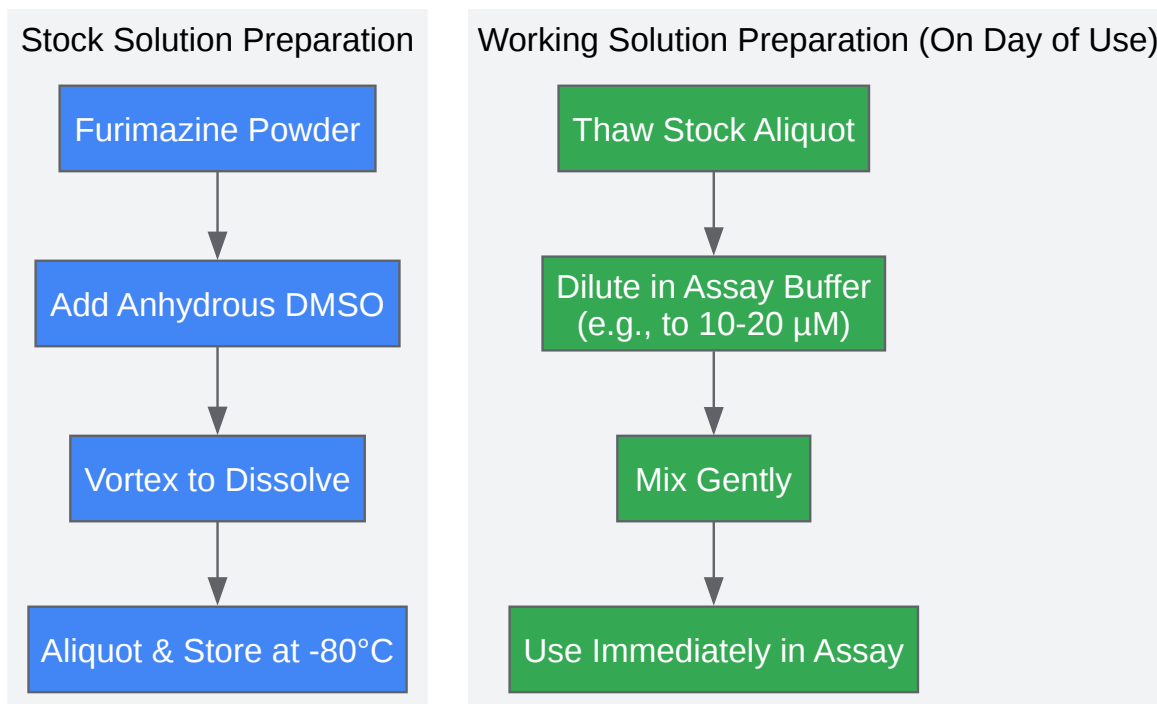 Stock Solution Preparation
Furimazine Powder
Add Anhydrous DMSO
Vortex to Dissolve
Aliquot & Store at -80°C
Working Solution Preparation (On Day of Use)
Thaw Stock Aliquot
Dilute in Assay Buffer
(e.g., to 10-20 µM)
Mix Gently
Use Immediately in Assay